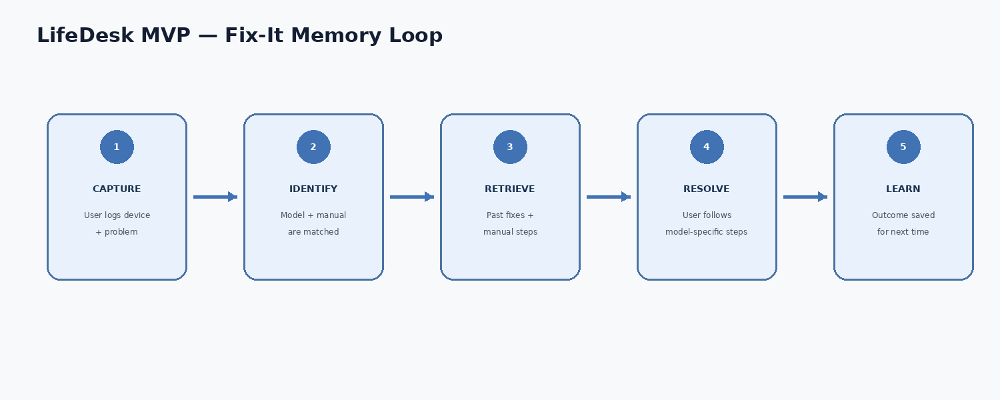 LifeDesk MVP — Fix-It Memory Loop
1
CAPTURE
User logs device
+ problem
2
IDENTIFY
Model + manual
are matched
3
RETRIEVE
Past fixes +
manual steps
4
RESOLVE
User follows
model-specific steps
5
LEARN
Outcome saved
for next time